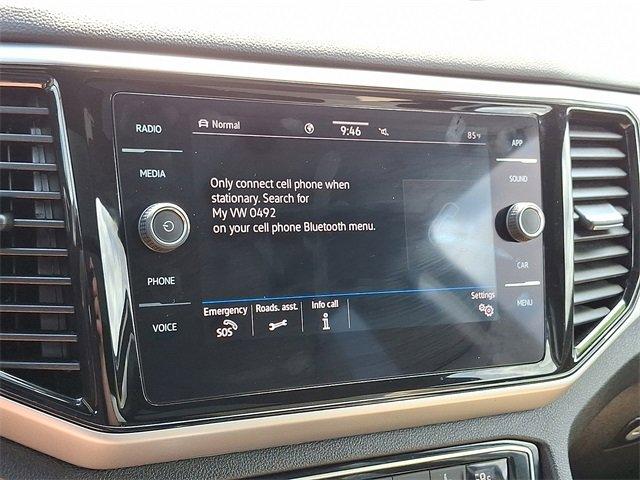 RADIO
MEDIA
PHONE
VOICE
Normal
9:46
85°F
Only connect cell phone when
stationary. Search for
My VW 0492
on your cell phone Bluetooth menu.
Emergency
SOS
Roads. asst.
Info call
Settings
APP
SOUND
CAR
MENU